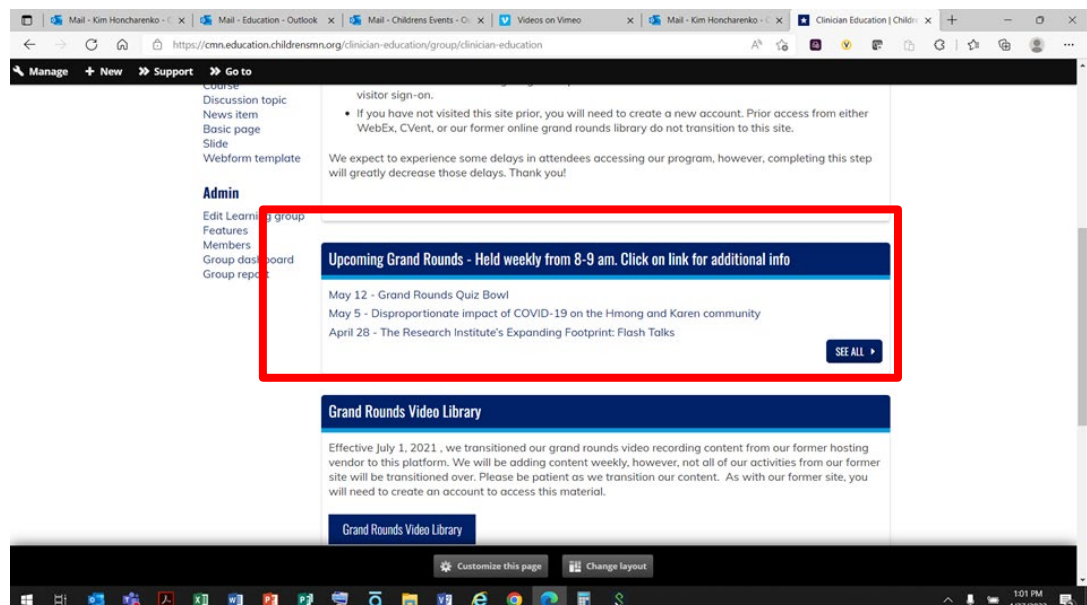 Mail - Kim Honcharenko -
Mail - Education - Outlook
Mail - Childrens Events -
Videos on Vimeo
Mail - Kim Honcharenko -
Clinician Education | Childre
https://cmn.education.childrensmn.org/clinician-education/group/clinician-education
Manage
New
Support
Go to
Course
Discussion topic
News item
Basic page
Slide
Webform template
Admin
Edit Learning group
Features
Members
Group dashboard
Group report
visitor sign-on.
• If you have not visited this site prior, you will need to create a new account. Prior access from either
WebEx, CVent, or our former online grand rounds library do not transition to this site.
We expect to experience some delays in attendees accessing our program, however, completing this step
will greatly decrease those delays. Thank you!
Upcoming Grand Rounds - Held weekly from 8-9 am. Click on link for additional info
May 12 - Grand Rounds Quiz Bowl
May 5 - Disproportionate impact of COVID-19 on the Hmong and Karen community
April 28 - The Research Institute's Expanding Footprint: Flash Talks
SEE ALL
Grand Rounds Video Library
Effective July 1, 2021 , we transitioned our grand rounds video recording content from our former hosting
vendor to this platform. We will be adding content weekly, however, not all of our activities from our former
site will be transitioned over. Please be patient as we transition our content. As with our former site, you
will need to create an account to access this material.
Grand Rounds Video Library
Customize this page
Change layout
1:01 PM